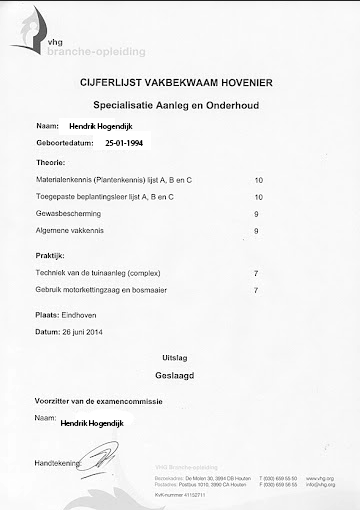 vhg
branche-opleiding
CIJFERLIJST VAKBEKWAAM HOVENIER
Specialisatie Aanleg en Onderhoud
Naam: Hendrik Hogendijk
Geboortedatum: 25-01-1994
Theorie:
Materialenkennis (Plantenkennis) lijst A, B en C 10
Toegepaste beplantingsleer lijst A, B en C 10
Gewasbescherming 9
Algemene vakkennis 9
Praktijk:
Techniek van de tuinaanleg (complex) 7
Gebruik motorkettingzaag en bosmaaier 7
Plaats: Eindhoven
Datum: 26 juni 2014
Uitslag
Geslaagd
Voorzitter van de examencommissie
Naam: Hendrik Hogendijk
Handtekening:
VHG Branche-opleiding
Bezoekadres: De Molen 30, 3994 DB Houten T (030) 659 55 50 www.vhg.org
Postadres: Postbus 1010, 3990 CA Houten F (030) 659 56 55 info@vhg.org
KvK-nummer 41192711